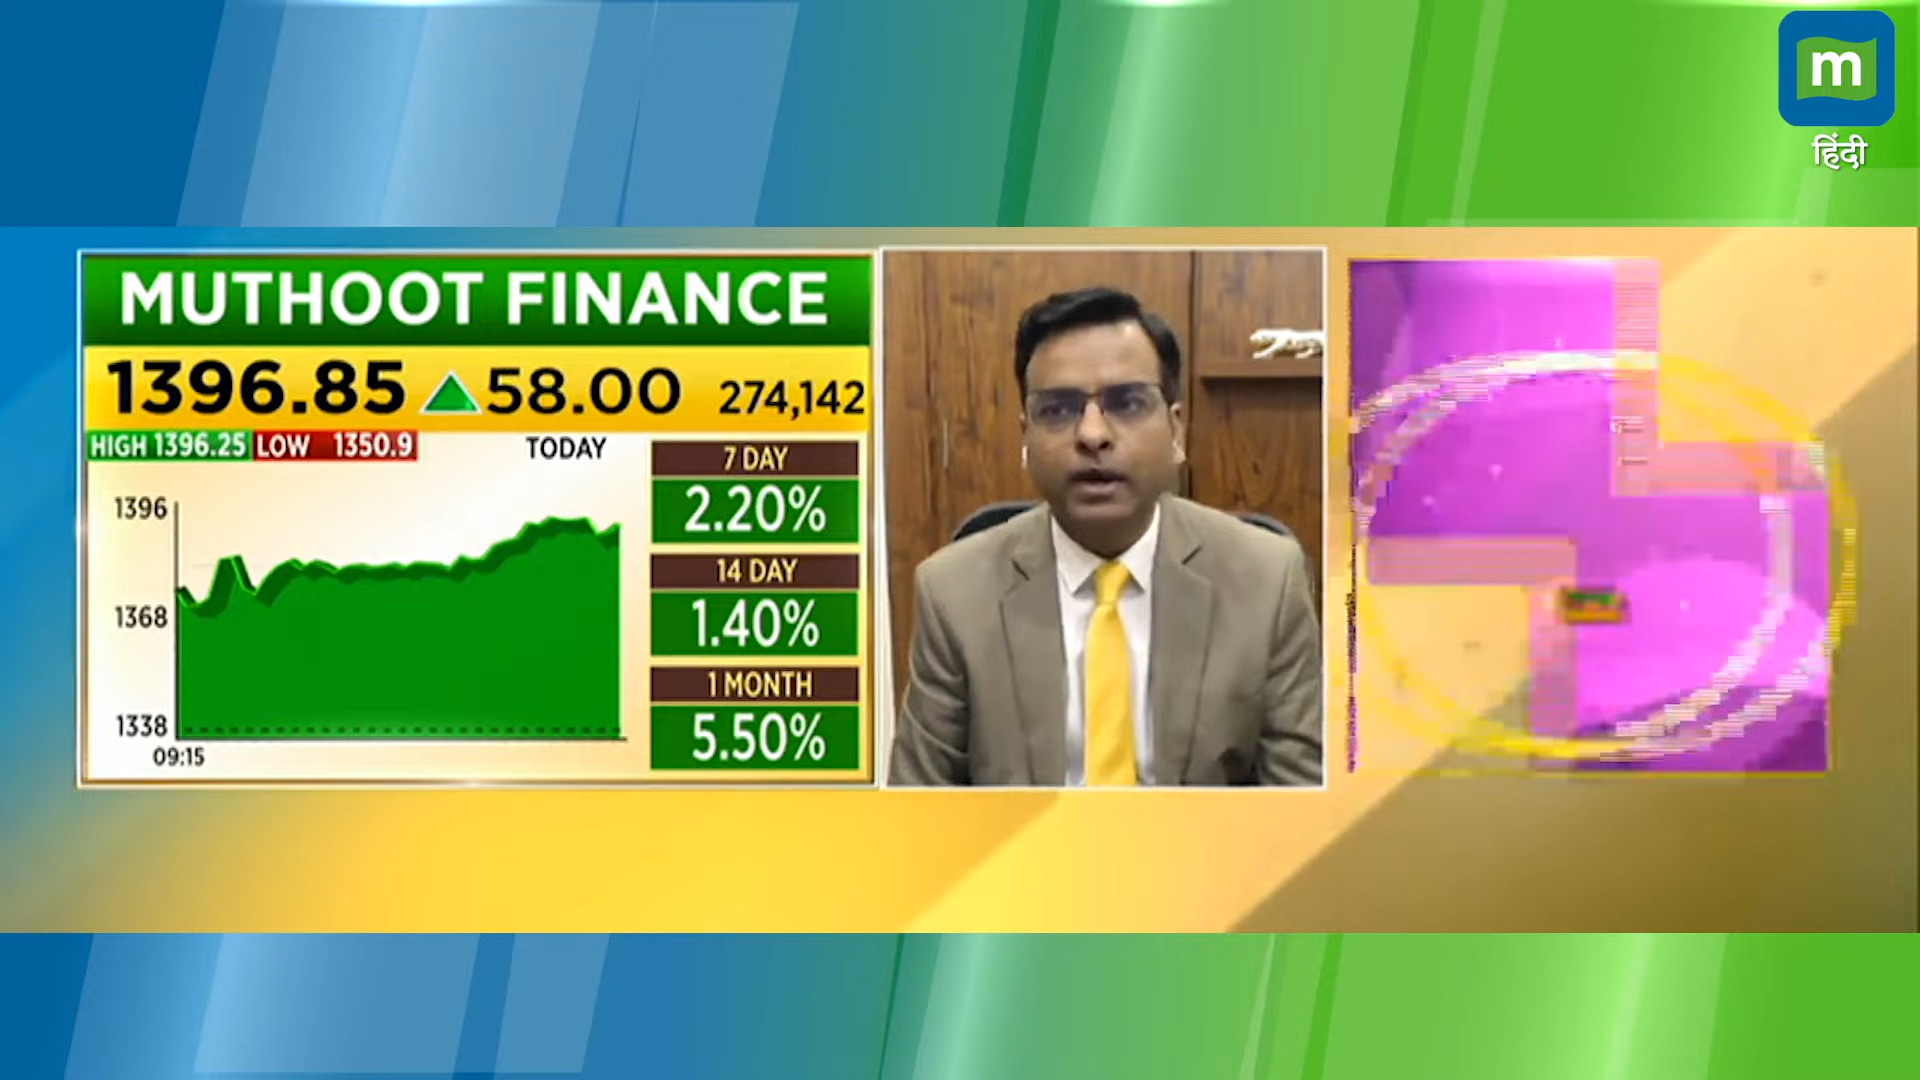 m
हिंदी
MUTHOOT FINANCE
1396.85 58.00 274,142
HIGH 1396.25 LOW 1350.9
TODAY
1396
1368
1338
09:15
7 DAY
2.20%
14 DAY
1.40%
1 MONTH
5.50%